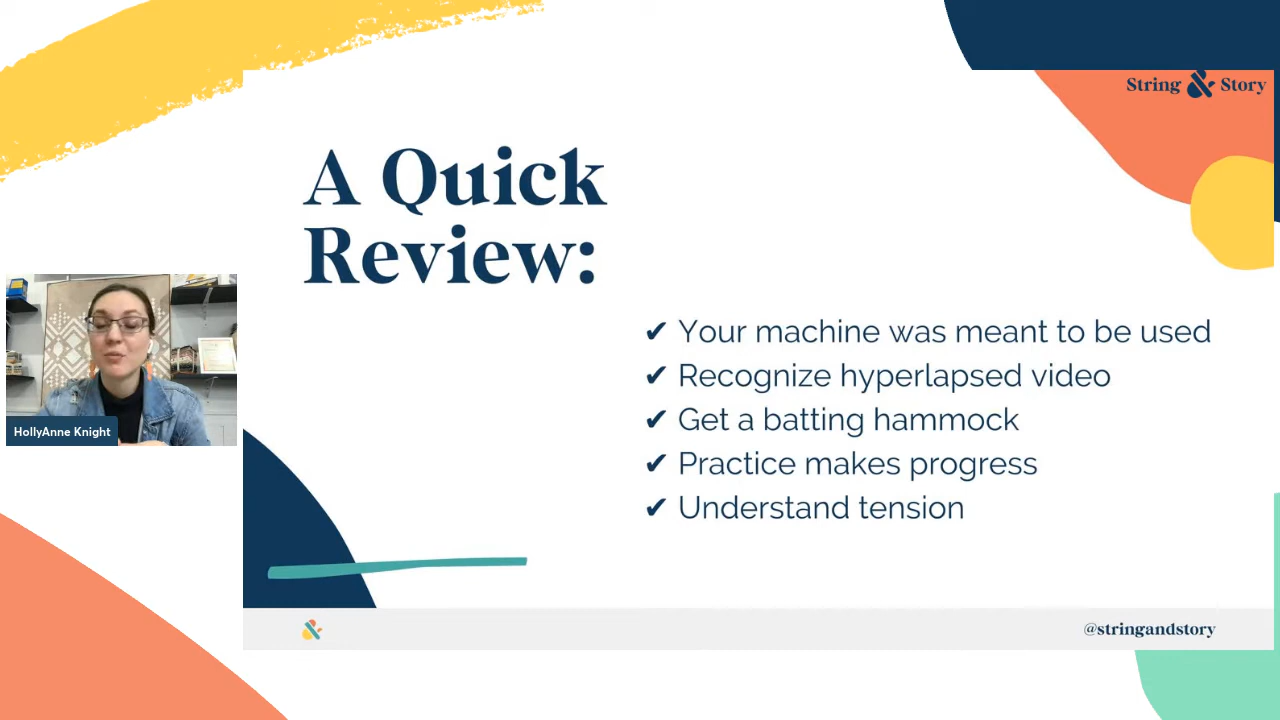 String & Story
A Quick
Review:
✔ Your machine was meant to be used
✔ Recognize hyperlapsed video
✔ Get a batting hammock
✔ Practice makes progress
✔ Understand tension
HollyAnne Knight
@stringandstory